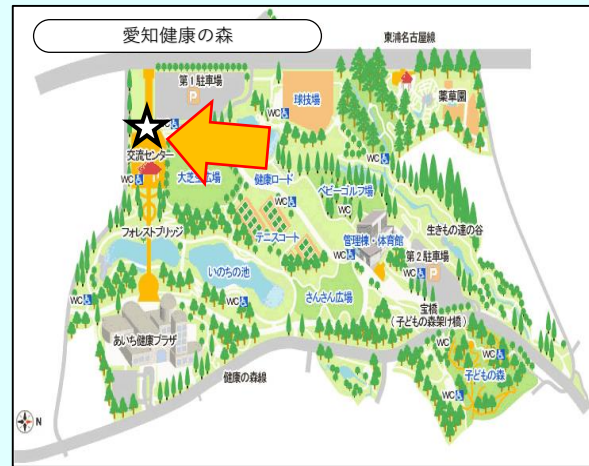 愛知健康の森
東浦名古屋線
第1駐車場
P
WC
球技場
WC
薬草園
WC
交流センター
WC
大芝生広場
健康ロード
ベビーゴルフ場
WC
WC
フォレストブリッジ
テニスコート
管理棟・体育館
生きもの達の谷
WC
第2駐車場
P
WC
いのちの池
さんさん広場
宝橋
(子どもの森架け橋)
WC
WC
あいち健康プラザ
WC
健康の森線
子どもの森
WC
N